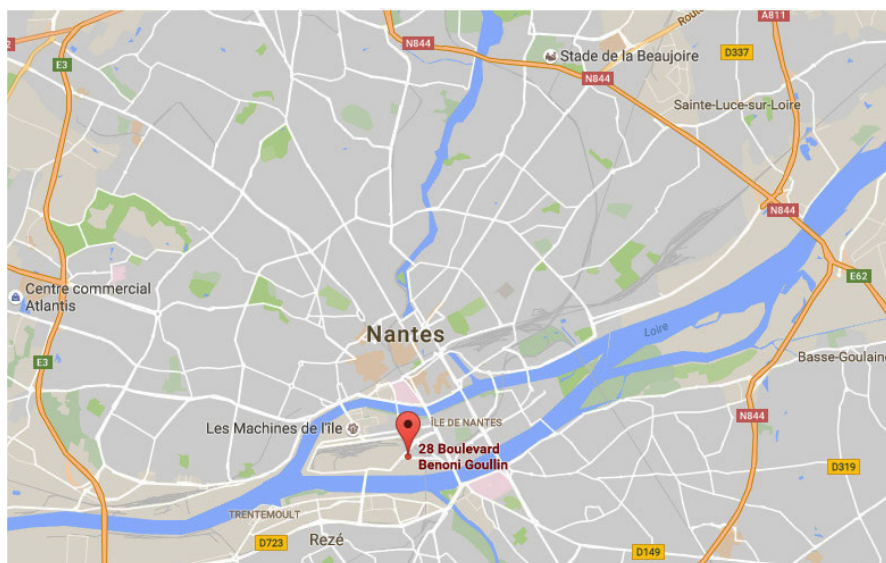 A811
N844
Stade de la Beaujoire
D337
E3
N844
Sainte-Luce-sur-Loire
N844
E62
Centre commercial
Atlantis
Nantes
Loire
E3
Basse-Goulaine
Les Machines de l'île
ÎLE DE NANTES
N844
28 Boulevard
Benoni Goullin
D319
TRENTEMOULT
D723
Rezé
D149